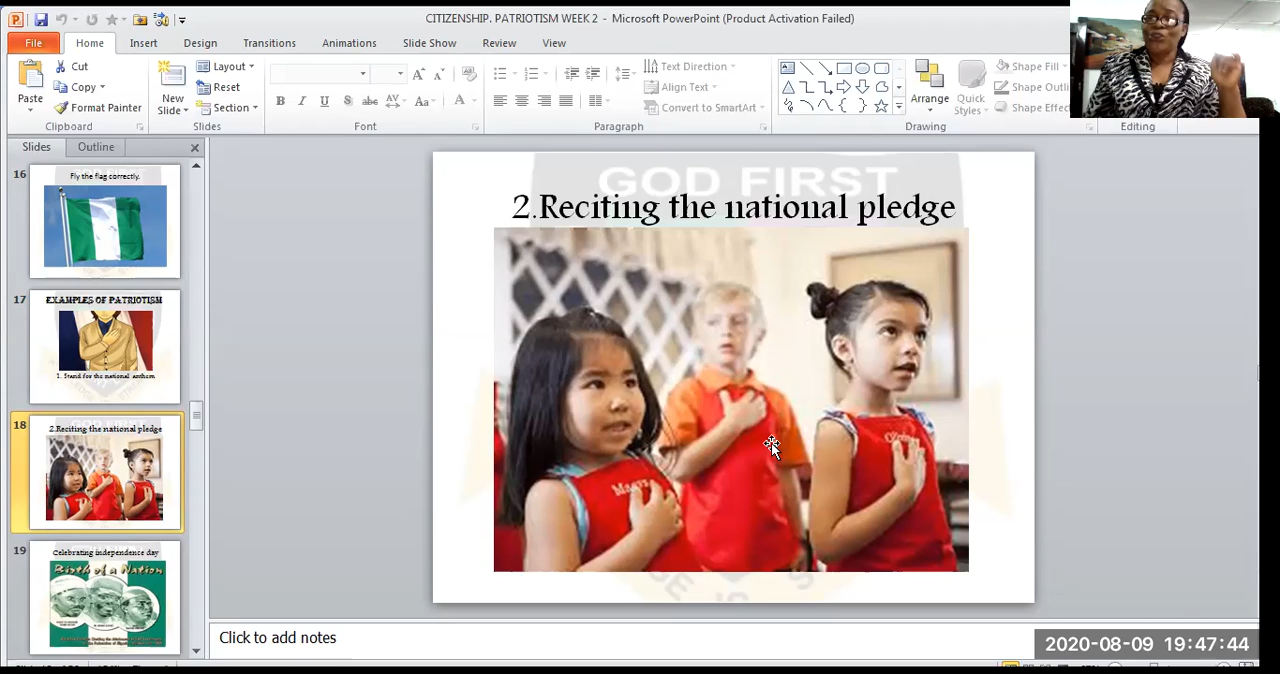 CITIZENSHIP. PATRIOTISM WEEK 2 - Microsoft PowerPoint (Product Activation Failed)
File Home Insert Design Transitions Animations Slide Show Review View
Cut
Copy
Format Painter
Paste
Clipboard
New
Slide
Layout
Reset
Section
Slides
Font
Text Direction
Align Text
Convert to SmartArt
Paragraph
Arrange
Quick
Styles
Shape Fill
Shape Outli
Shape Effec
Drawing
Editing
Slides Outline
16
Fly the flag correctly.
17
EXAMPLES OF PATRIOTISM
1. Stand for the national anthem
18
2.Reciting the national pledge
19
Celebrating independence day
Birth of a Nation
GOD FIRST
2.Reciting the national pledge
Click to add notes
2020-08-09 19:47:44